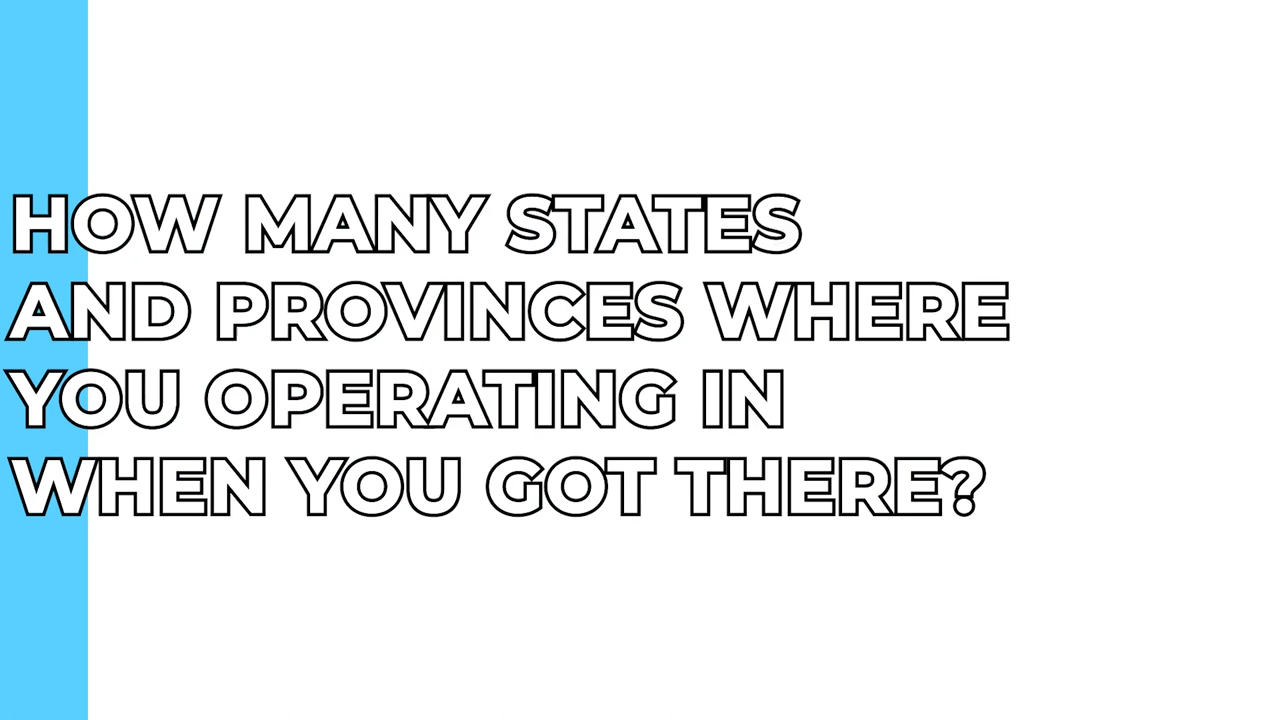 HOW MANY STATES
AND PROVINCES WHERE
YOU OPERATING IN
WHEN YOU GOT THERE?